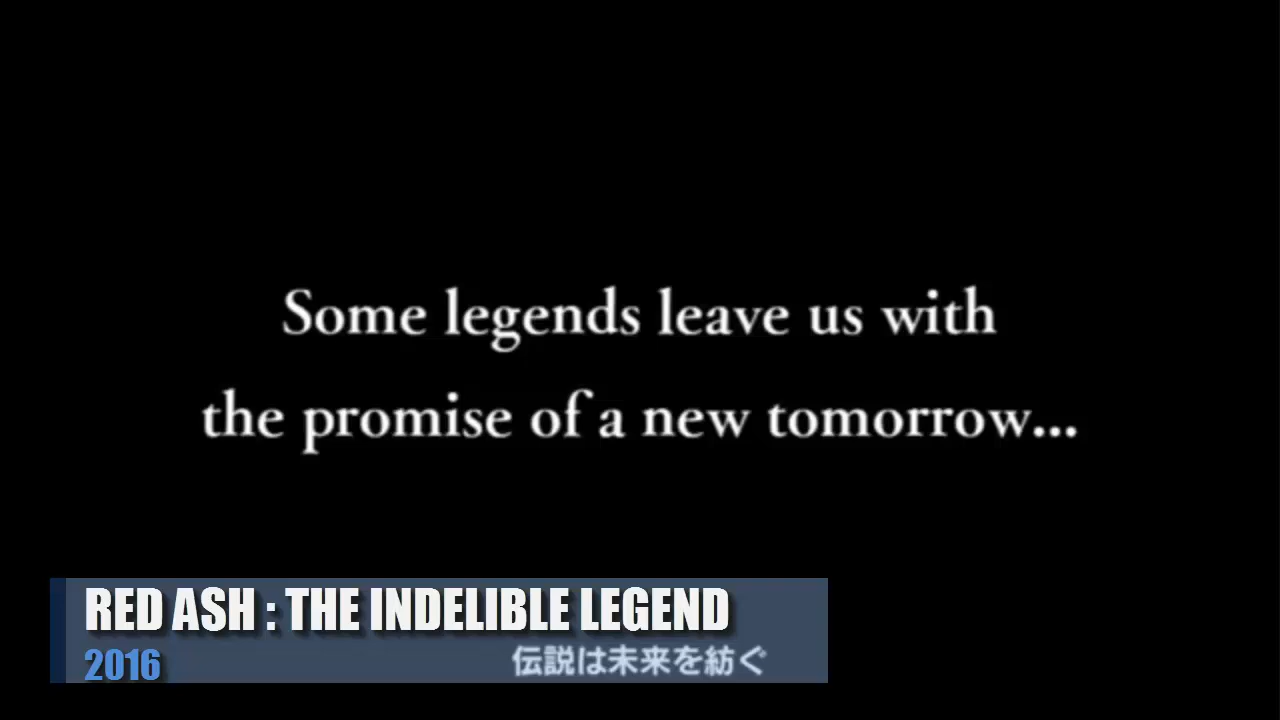 Some legends leave us with
the promise of a new tomorrow...
RED ASH : THE INDELIBLE LEGEND
2016
伝説は未来を紡ぐ